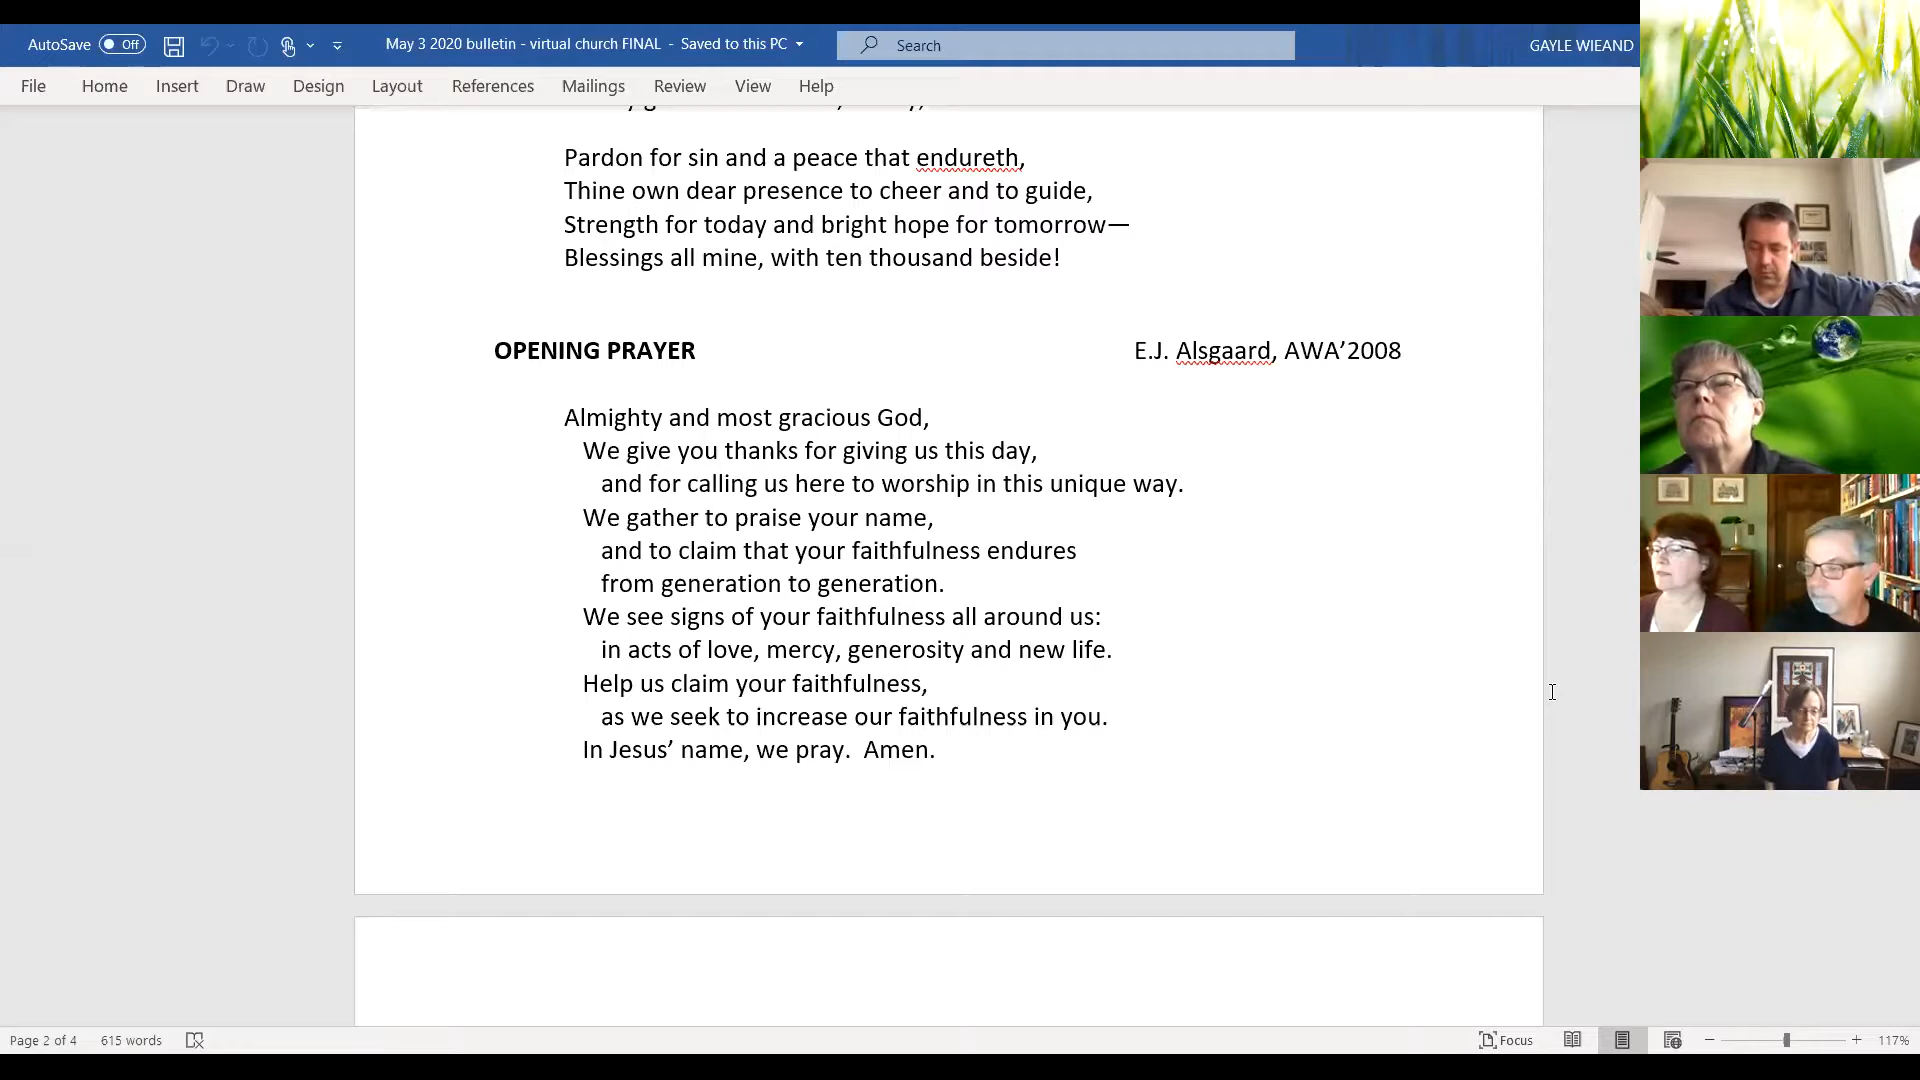 AutoSave Off May 3 2020 bulletin - virtual church FINAL - Saved to this PC Search GAYLE WIEAND
File Home Insert Draw Design Layout References Mailings Review View Help
Pardon for sin and a peace that endureth,
Thine own dear presence to cheer and to guide,
Strength for today and bright hope for tomorrow—
Blessings all mine, with ten thousand beside!
OPENING PRAYER E.J. Alsgaard, AWA’2008
Almighty and most gracious God,
We give you thanks for giving us this day,
and for calling us here to worship in this unique way.
We gather to praise your name,
and to claim that your faithfulness endures
from generation to generation.
We see signs of your faithfulness all around us:
in acts of love, mercy, generosity and new life.
Help us claim your faithfulness,
as we seek to increase our faithfulness in you.
In Jesus’ name, we pray.  Amen.
Page 2 of 4 615 words Focus 117%